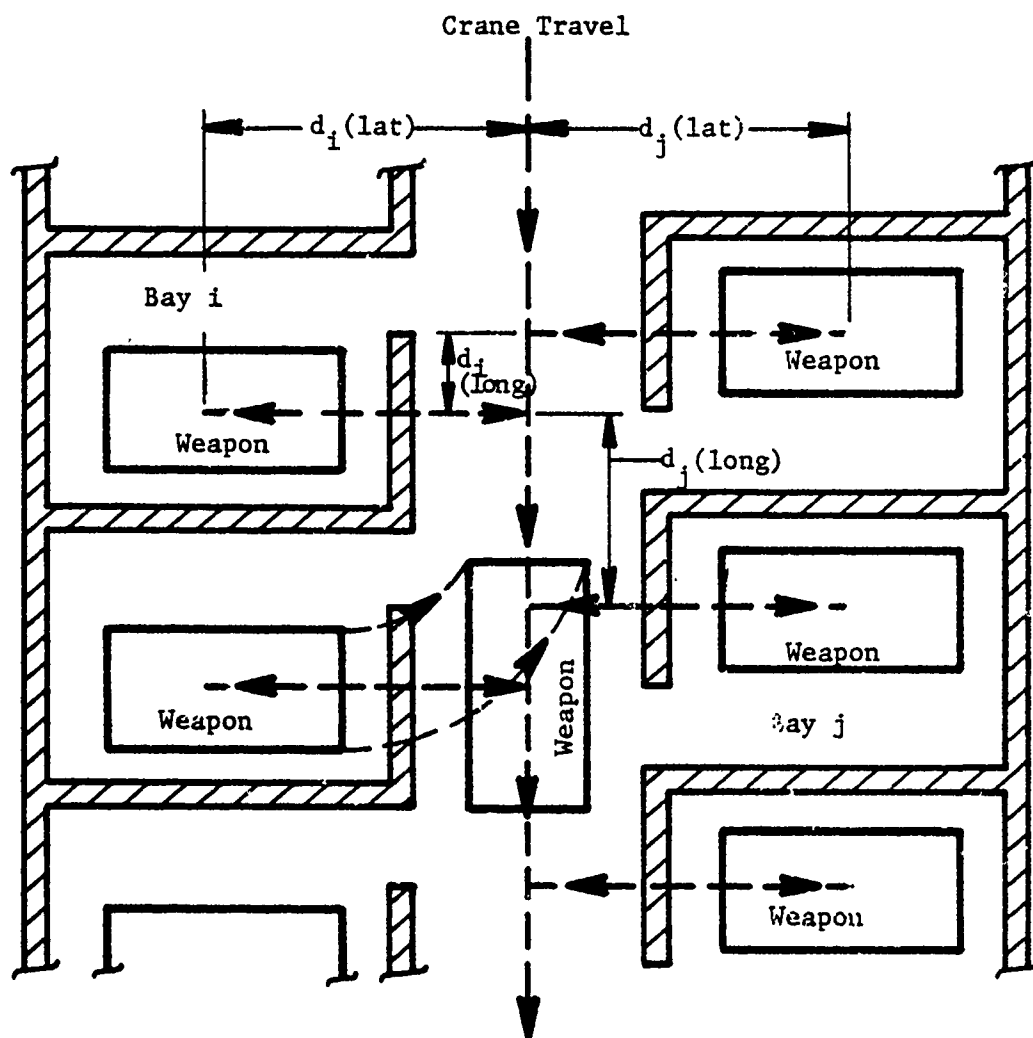 Crane Travel
d_i(lat)
d_j(lat)
Bay i
d_i
(long)
Weapon
Weapon
d_j(long)
Weapon
Weapon
Weapon
Bay j
Weapon